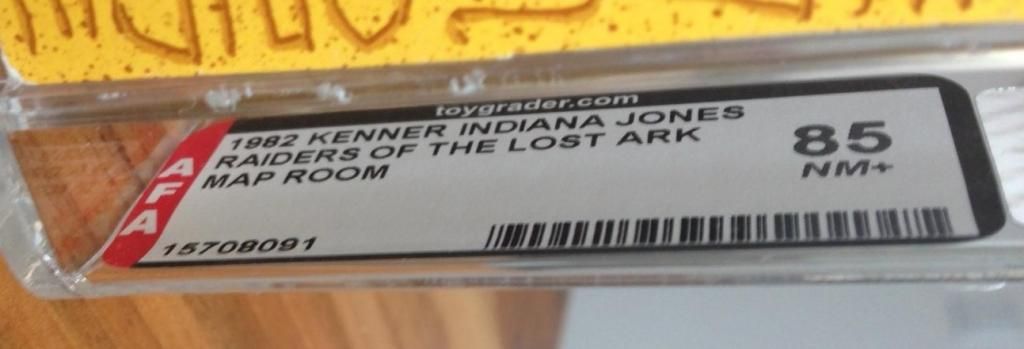 toygrader.com
1982 KENNER INDIANA JONES
RAIDERS OF THE LOST ARK
MAP ROOM
85
NM+
AFA
15708091